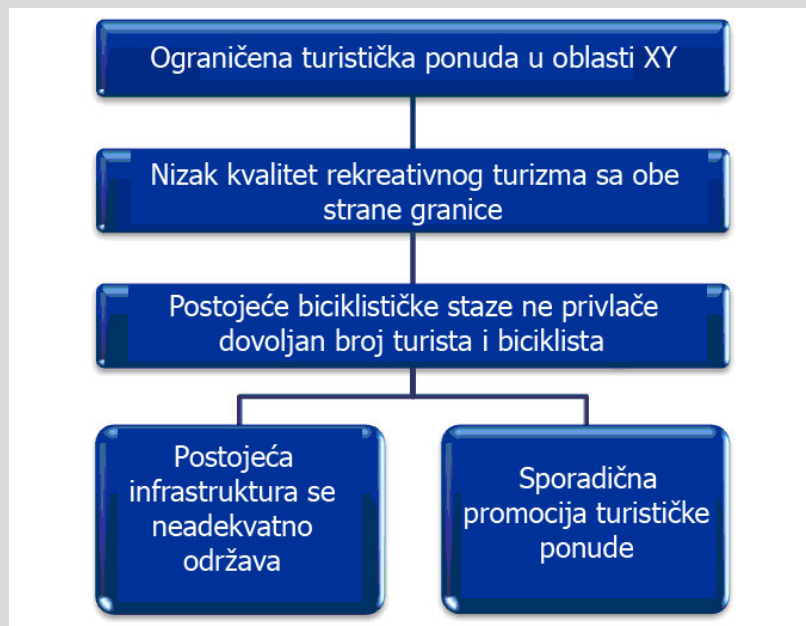 Ograničena turistička ponuda u oblasti XY
Nizak kvalitet rekreativnog turizma sa obe
strane granice
Postojeće biciklističke staze ne privlače
dovoljan broj turista i biciklista
Postojeća
infrastruktura se
neadekvatno
održava
Sporadična
promocija turističke
ponude